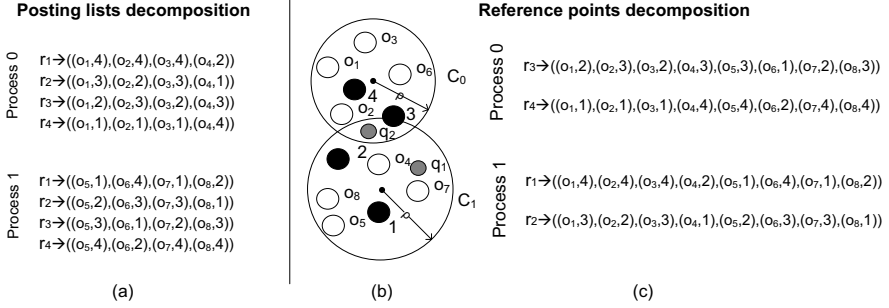 Posting lists decomposition
Process 0
r1→((o1,4),(o2,4),(o3,4),(o4,2))
r2→((o1,3),(o2,2),(o3,3),(o4,1))
r3→((o1,2),(o2,3),(o3,2),(o4,3))
r4→((o1,1),(o2,1),(o3,1),(o4,4))
Process 1
r1→((o5,1),(o6,4),(o7,1),(o8,2))
r2→((o5,2),(o6,3),(o7,3),(o8,1))
r3→((o5,3),(o6,1),(o7,2),(o8,3))
r4→((o5,4),(o6,2),(o7,4),(o8,4))
(a)
Reference points decomposition
o3
o1
o6
C0
4
ρ
o2
3
q2
2
o4
q1
o7
o8
C1
ρ
o5
1
(b)
Process 0
r3→((o1,2),(o2,3),(o3,2),(o4,3),(o5,3),(o6,1),(o7,2),(o8,3))
r4→((o1,1),(o2,1),(o3,1),(o4,4),(o5,4),(o6,2),(o7,4),(o8,4))
Process 1
r1→((o1,4),(o2,4),(o3,4),(o4,2),(o5,1),(o6,4),(o7,1),(o8,2))
r2→((o1,3),(o2,2),(o3,3),(o4,1),(o5,2),(o6,3),(o7,3),(o8,1))
(c)